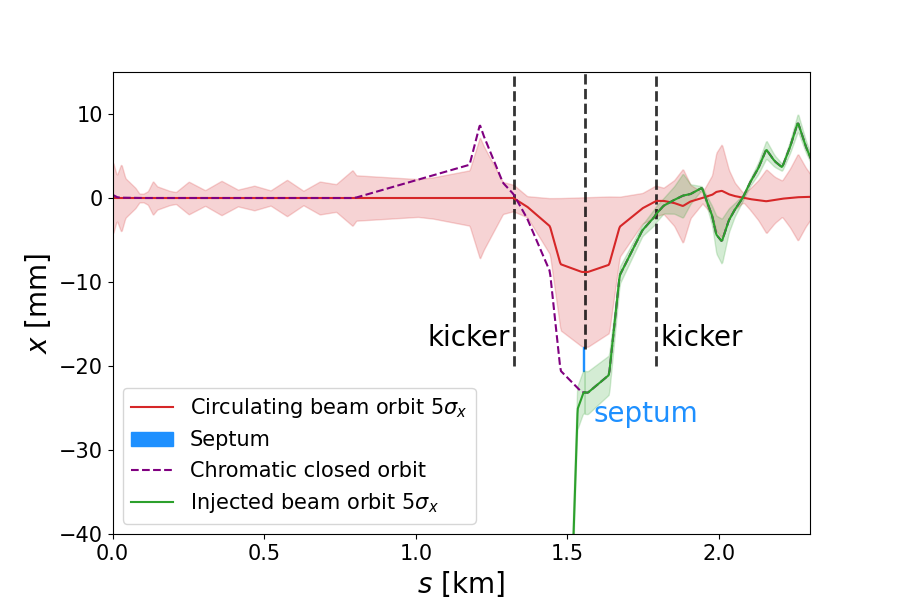 10
0
−10
−20
−30
−40
x [mm]
kicker
kicker
septum
Circulating beam orbit 5σx
Septum
Chromatic closed orbit
Injected beam orbit 5σx
0.0
0.5
1.0
1.5
2.0
s [km]